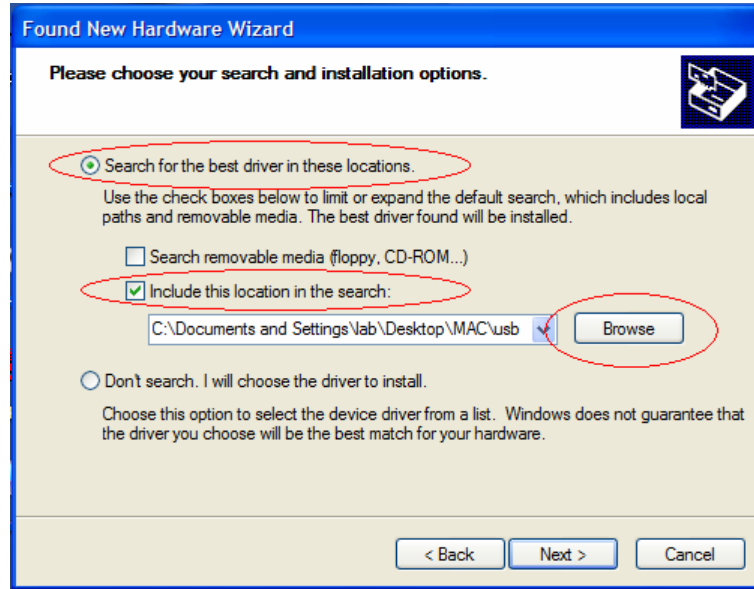 Found New Hardware Wizard
Please choose your search and installation options.
Search for the best driver in these locations.
Use the check boxes below to limit or expand the default search, which includes local
paths and removable media. The best driver found will be installed.
Search removable media (floppy, CD-ROM...)
Include this location in the search:
C:\Documents and Settings\lab\Desktop\MAC\usb
Browse
Don't search. I will choose the driver to install.
Choose this option to select the device driver from a list. Windows does not guarantee that
the driver you choose will be the best match for your hardware.
< Back
Next >
Cancel